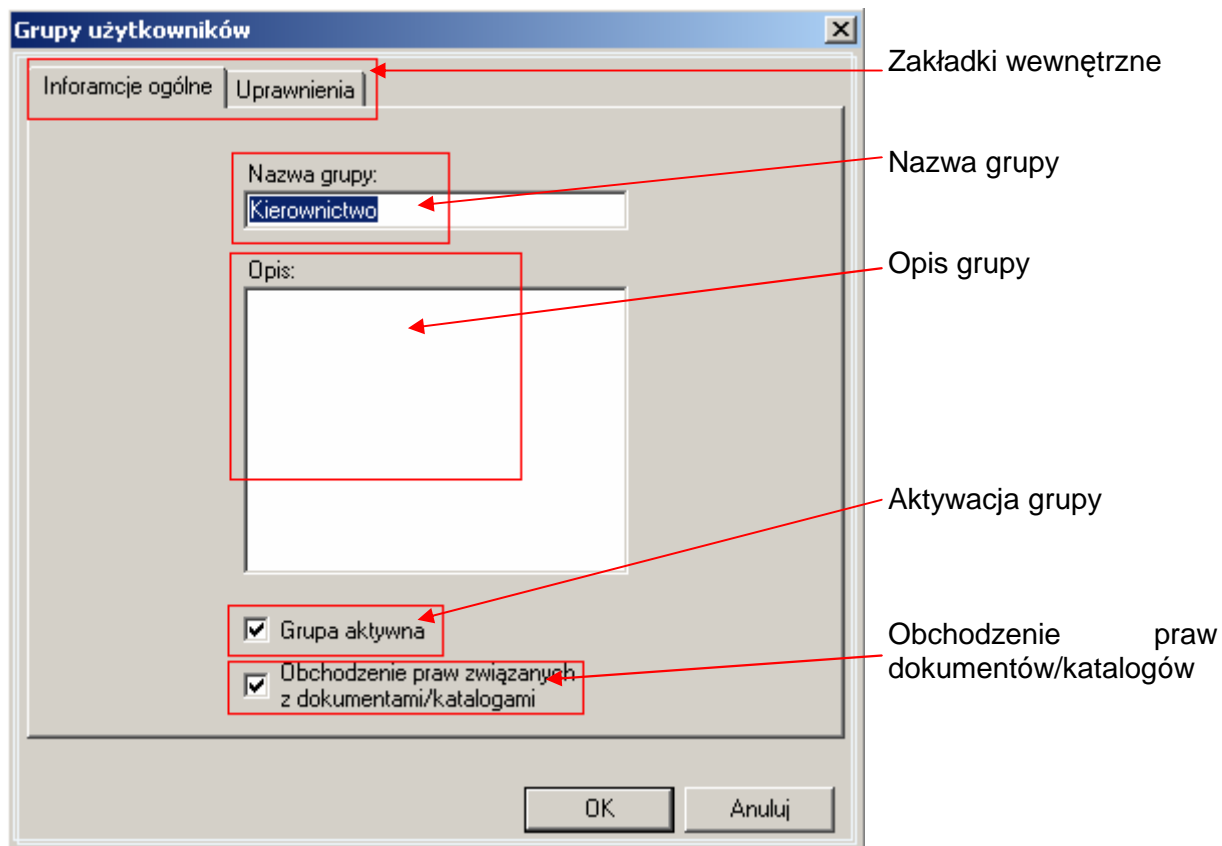 Grupy użytkowników
Inforamcje ogólne
Uprawnienia
Nazwa grupy:
Kierownictwo
Opis:
Grupa aktywna
Obchodzenie praw związanych
z dokumentami/katalogami
OK
Anuluj
Zakładki wewnętrzne
Nazwa grupy
Opis grupy
Aktywacja grupy
Obchodzenie praw
dokumentów/katalogów